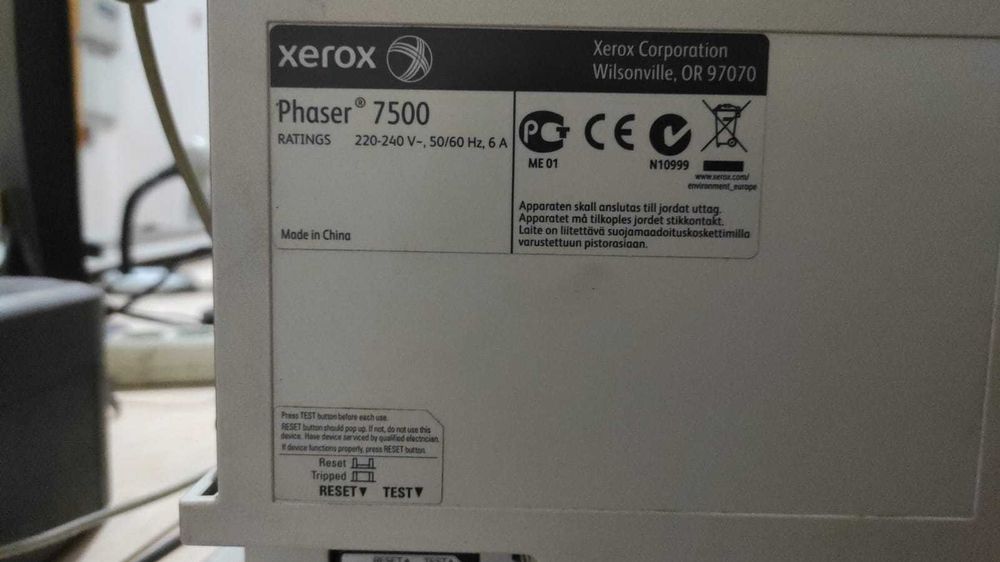 xerox
Xerox Corporation
Wilsonville, OR 97070
Phaser® 7500
RATINGS 220-240 V~, 50/60 Hz, 6 A
Made in China
PCT
ME 01
CE
N10999
www.xerox.com/
environment_europe
Apparaten skall anslutas till jordat uttag.
Apparatet må tilkoples jordet stikkontakt.
Laite on liitettävä suojamaadoituskoskettimilla
varustettuun pistorasiaan.
Press TEST button before each use.
RESET button should pop up. If not, do not use this
device. Have device serviced by qualified electrician.
If device functions properly, press RESET button.
Reset
Tripped
RESET▼ TEST▼
RESET▲ TEST▲